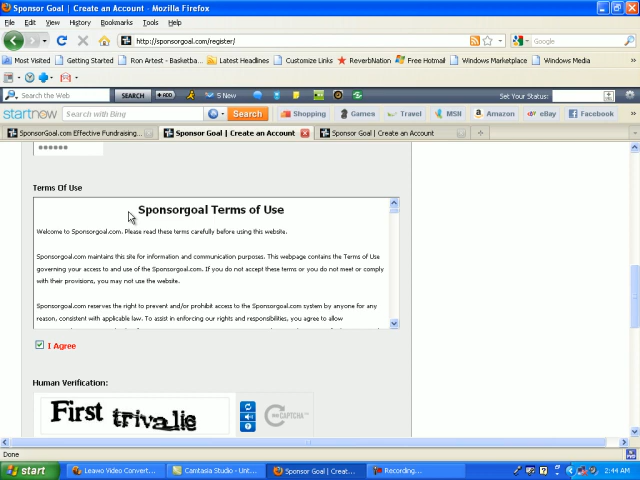 Sponsor Goal | Create an Account - Mozilla Firefox
File Edit View History Bookmarks Tools Help
http://sponsorgoal.com/register/
Google
Most Visited Getting Started Ron Artest - Basketba... Latest Headlines Customize Links ReverbNation Free Hotmail Windows Marketplace Windows Media
Search the Web SEARCH +ADD 5 New Set Your Status:
startnow Search with Bing Search Shopping Games Travel MSN Amazon eBay Facebook
SponsorGoal.com Effective Fundraising... Sponsor Goal | Create an Account Sponsor Goal | Create an Account
Terms Of Use
Sponsorgoal Terms of Use
Welcome to Sponsorgoal.com. Please read these terms carefully before using this website.
Sponsorgoal.com maintains this site for information and communication purposes. This webpage contains the Terms of Use
governing your access to and use of the Sponsorgoal.com. If you do not accept these terms or you do not meet or comply
with their provisions, you may not use the website.
Sponsorgoal.com reserves the right to prevent and/or prohibit access to the Sponsorgoal.com system by anyone for any
reason, consistent with applicable law. To assist in enforcing our rights and responsibilities, you agree to allow
I Agree
Human Verification:
First trivalie
reCAPTCHA™
Done
start Leawo Video Convert... Camtasia Studio - Unt... Sponsor Goal | Creat... Recording... 2:44 AM